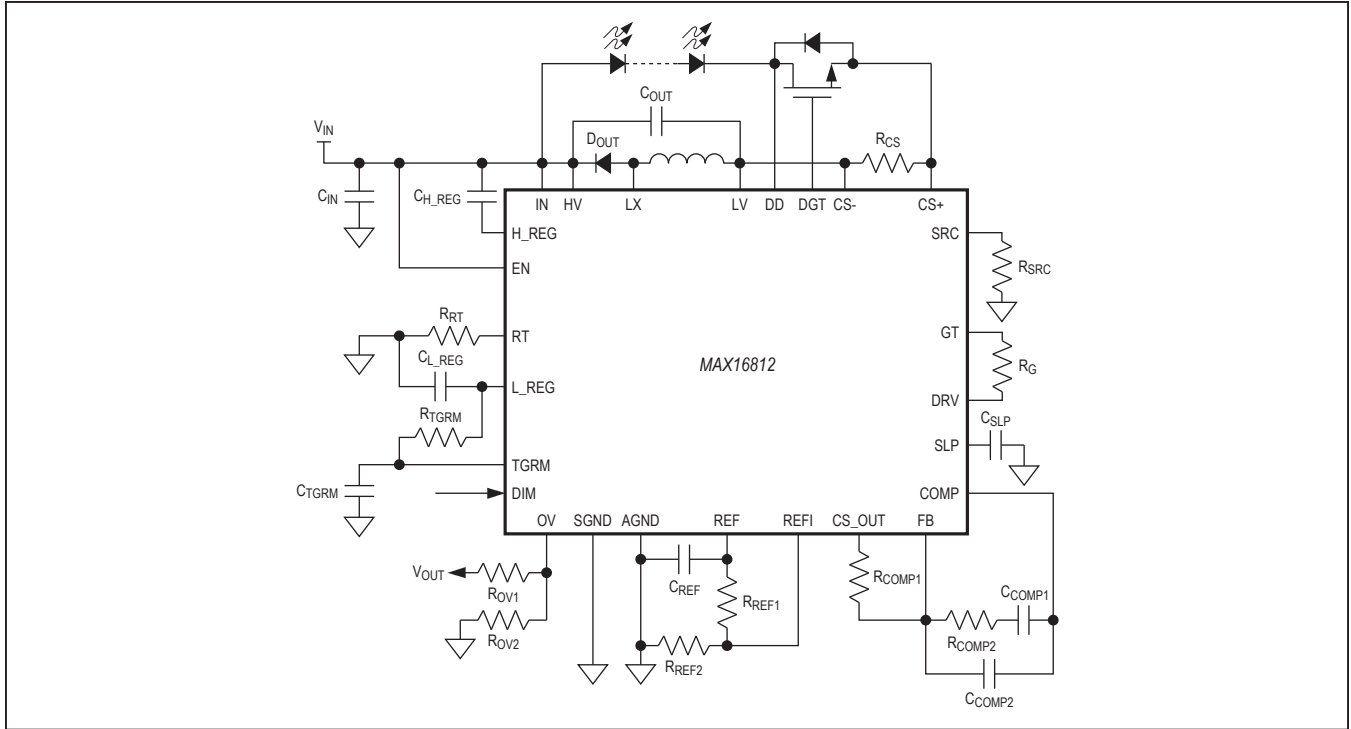 C_OUT
V_IN
D_OUT
R_CS
C_IN
C_H_REG
IN HV LX LV DD DGT CS- CS+
H_REG
SRC
EN
R_SRC
R_RT
RT
GT
C_L_REG
MAX16812
R_G
L_REG
DRV
R_TGRM
C_SLP
SLP
TGRM
C_TGRM
DIM
COMP
OV SGND AGND REF REFI CS_OUT FB
V_OUT
R_OV1
C_REF
R_REF1
R_COMP1
C_COMP1
R_OV2
R_REF2
R_COMP2
C_COMP2